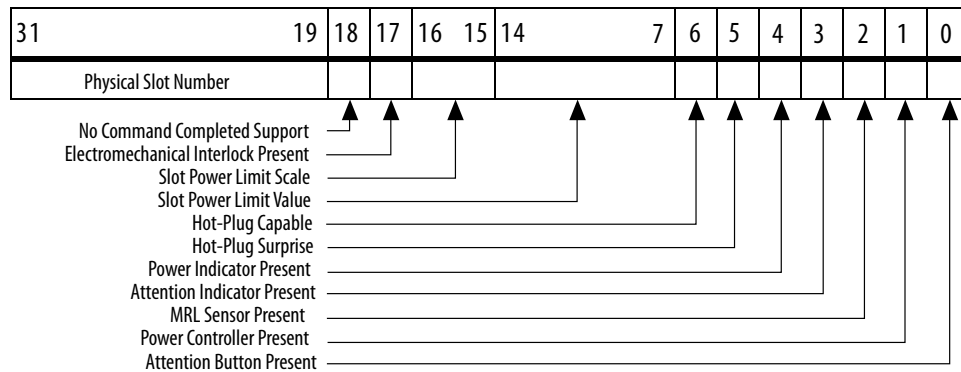 31 19 18 17 16 15 14 7 6 5 4 3 2 1 0
Physical Slot Number
No Command Completed Support
Electromechanical Interlock Present
Slot Power Limit Scale
Slot Power Limit Value
Hot-Plug Capable
Hot-Plug Surprise
Power Indicator Present
Attention Indicator Present
MRL Sensor Present
Power Controller Present
Attention Button Present